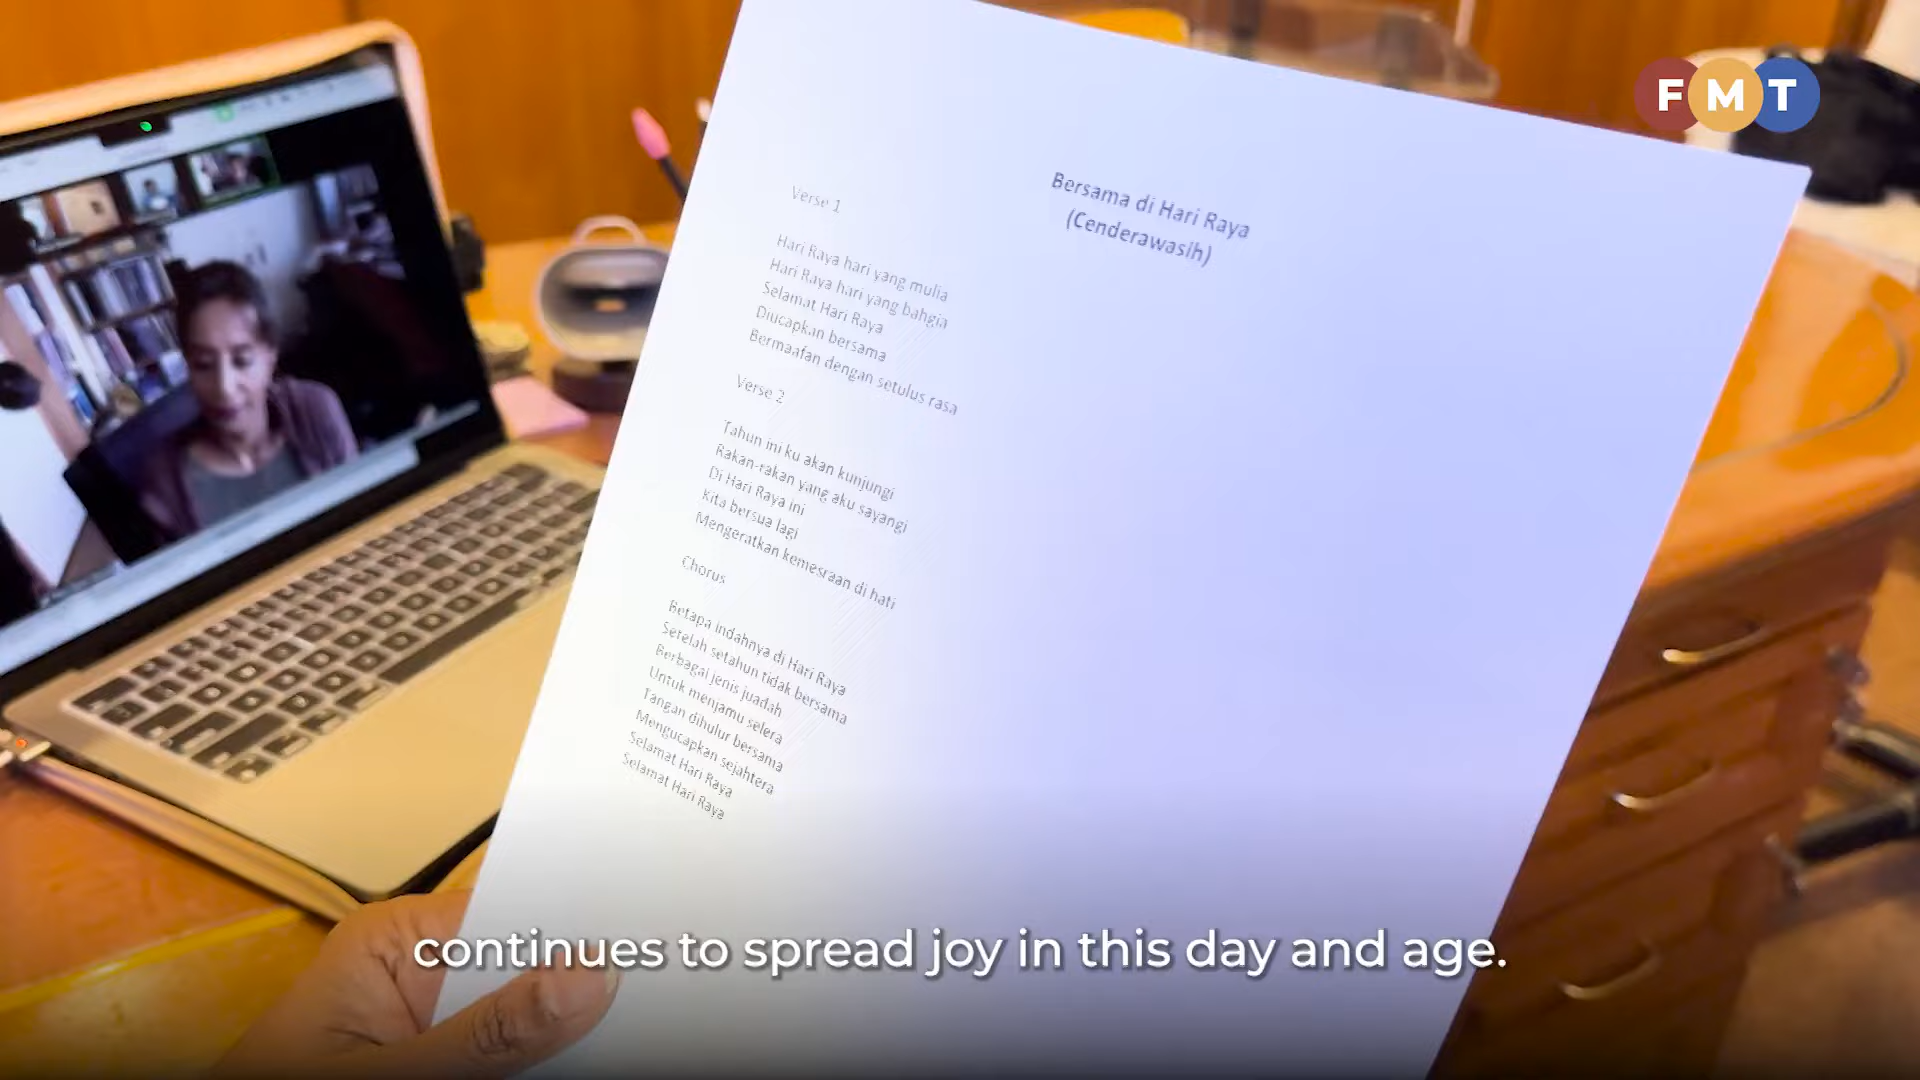 FMT
Bersama di Hari Raya
(Cenderawasih)
Verse 1
Hari Raya hari yang mulia
Hari Raya hari yang bahgia
Selamat Hari Raya
Diucapkan bersama
Bermaafan dengan setulus rasa
Verse 2
Tahun ini ku akan kunjungi
Rakan-rakan yang aku sayangi
Di Hari Raya ini
Kita bersua lagi
Mengeratkan kemesraan di hati
Chorus
Betapa indahnya di Hari Raya
Setelah setahun tidak bersama
Berbagai jenis juadah
Untuk menjamu selera
Tangan dihulur bersama
Mengucapkan sejahtera
Selamat Hari Raya
Selamat Hari Raya
continues to spread joy in this day and age.